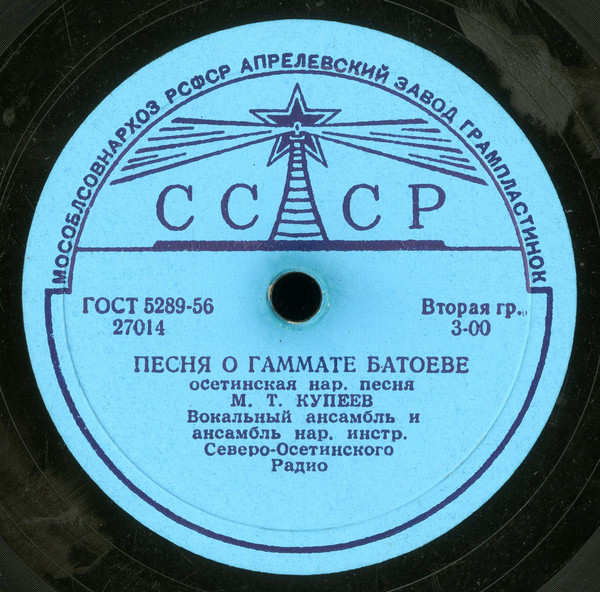 МОСОБЛСОВНАРХОЗ РСФСР АПРЕЛЕВСКИЙ ЗАВОД ГРАМПЛАСТИНОК
СССР
ГОСТ 5289-56
27014
Вторая гр.
3-00
ПЕСНЯ О ГАММАТЕ БАТОЕВЕ
осетинская нар. песня
М. Т. КУПЕЕВ
Вокальный ансамбль и
ансамбль нар. инстр.
Северо-Осетинского
Радио